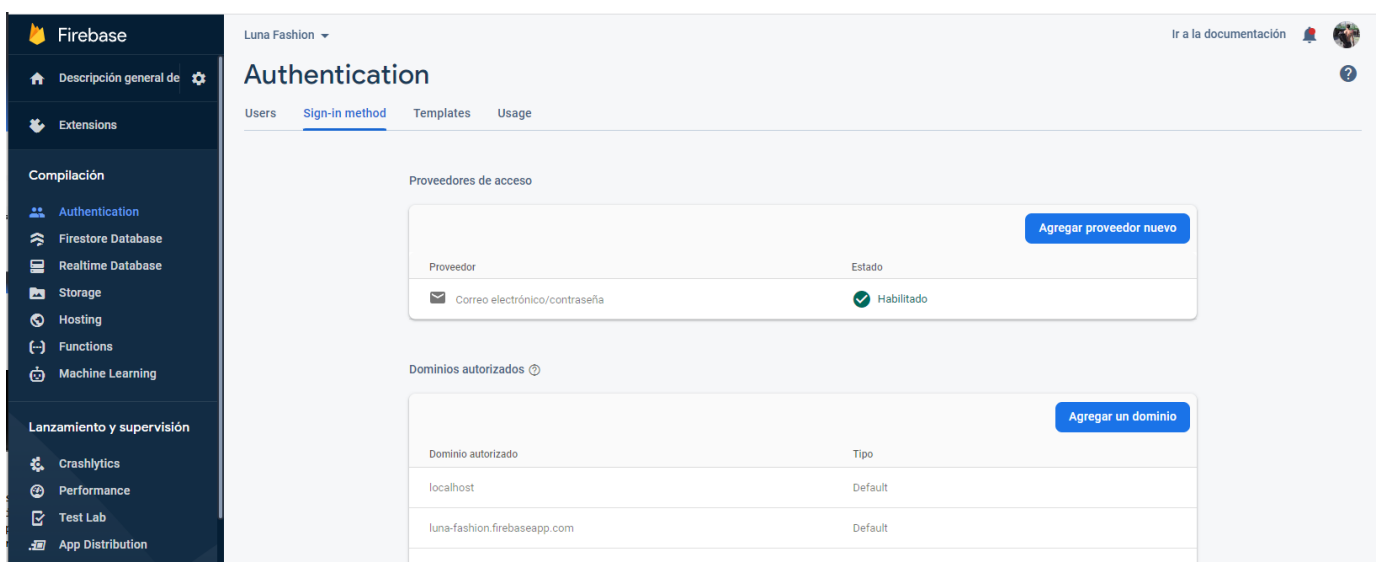 Firebase
Luna Fashion
Ir a la documentación
Descripción general de
Authentication
Users Sign-in method Templates Usage
Extensions
Compilación
Authentication
Firestore Database
Realtime Database
Storage
Hosting
Functions
Machine Learning
Lanzamiento y supervisión
Crashlytics
Performance
Test Lab
App Distribution
Proveedores de acceso
Agregar proveedor nuevo
Proveedor Estado
Correo electrónico/contraseña Habilitado
Dominios autorizados
Agregar un dominio
Dominio autorizado Tipo
localhost Default
luna-fashion.firebaseapp.com Default